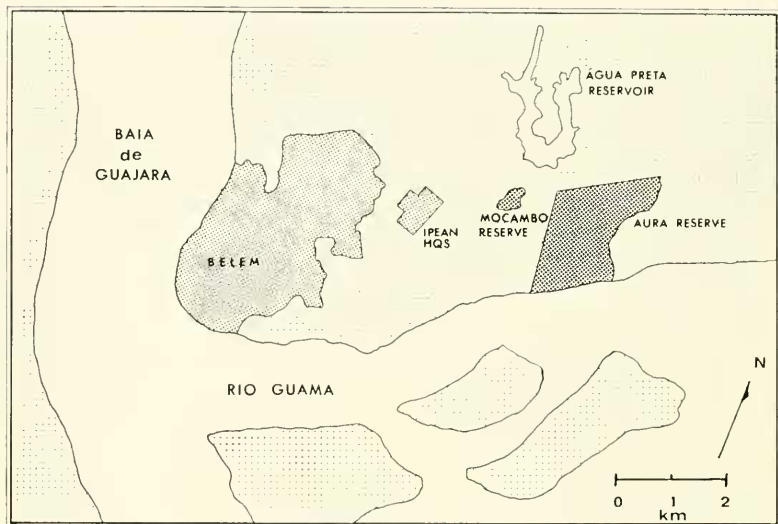 ÁGUA PRETA
RESERVOIR
BAIA
de
GUAJARA
MOCAMBO
RESERVE
AURA RESERVE
IPEAN
HQS
BELEM
RIO GUAMA
N
0 1 2
km